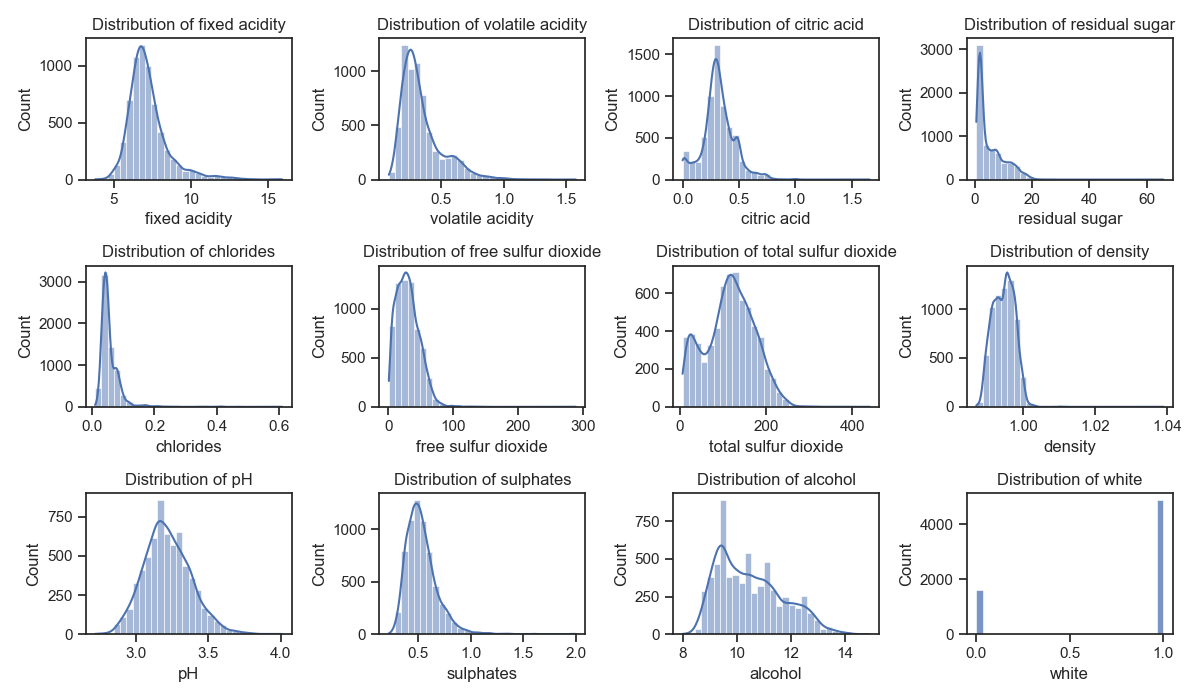 Distribution of fixed acidity
Count
0
500
1000
5
10
15
fixed acidity
Distribution of volatile acidity
Count
0
500
1000
0.5
1.0
1.5
volatile acidity
Distribution of citric acid
Count
0
500
1000
1500
0.0
0.5
1.0
1.5
citric acid
Distribution of residual sugar
Count
0
1000
2000
3000
0
20
40
60
residual sugar
Distribution of chlorides
Count
0
1000
2000
3000
0.0
0.2
0.4
0.6
chlorides
Distribution of free sulfur dioxide
Count
0
500
1000
0
100
200
300
free sulfur dioxide
Distribution of total sulfur dioxide
Count
0
200
400
600
0
200
400
total sulfur dioxide
Distribution of density
Count
0
500
1000
1.00
1.02
1.04
density
Distribution of pH
Count
0
250
500
750
3.0
3.5
4.0
pH
Distribution of sulphates
Count
0
500
1000
0.5
1.0
1.5
2.0
sulphates
Distribution of alcohol
Count
0
250
500
750
8
10
12
14
alcohol
Distribution of white
Count
0
2000
4000
0.0
0.5
1.0
white